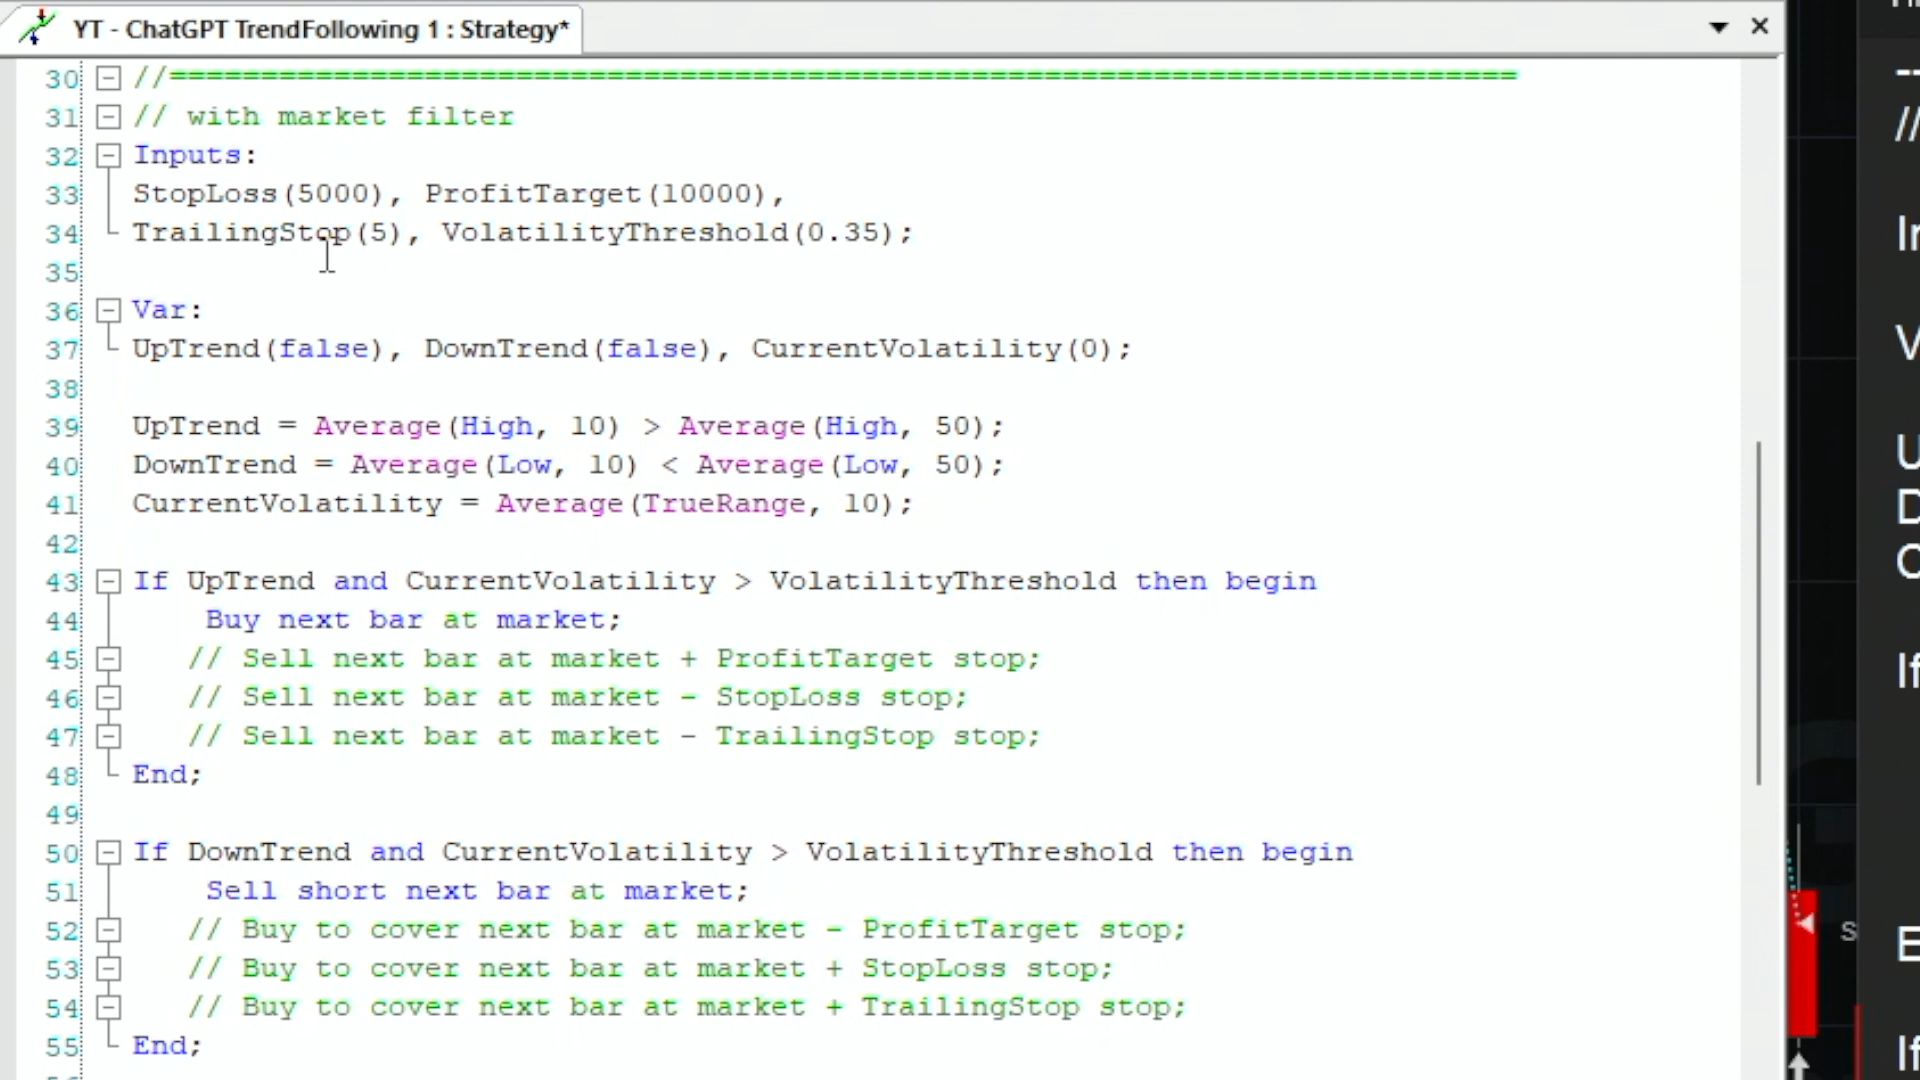 YT - ChatGPT TrendFollowing 1 : Strategy*
30 //==========================================================================
31 // with market filter
32 Inputs:
33 StopLoss(5000), ProfitTarget(10000),
34 TrailingStop(5), VolatilityThreshold(0.35);
35
36 Var:
37 UpTrend(false), DownTrend(false), CurrentVolatility(0);
38
39 UpTrend = Average(High, 10) > Average(High, 50);
40 DownTrend = Average(Low, 10) < Average(Low, 50);
41 CurrentVolatility = Average(TrueRange, 10);
42
43 If UpTrend and CurrentVolatility > VolatilityThreshold then begin
44 Buy next bar at market;
45 // Sell next bar at market + ProfitTarget stop;
46 // Sell next bar at market - StopLoss stop;
47 // Sell next bar at market - TrailingStop stop;
48 End;
49
50 If DownTrend and CurrentVolatility > VolatilityThreshold then begin
51 Sell short next bar at market;
52 // Buy to cover next bar at market - ProfitTarget stop;
53 // Buy to cover next bar at market + StopLoss stop;
54 // Buy to cover next bar at market + TrailingStop stop;
55 End;